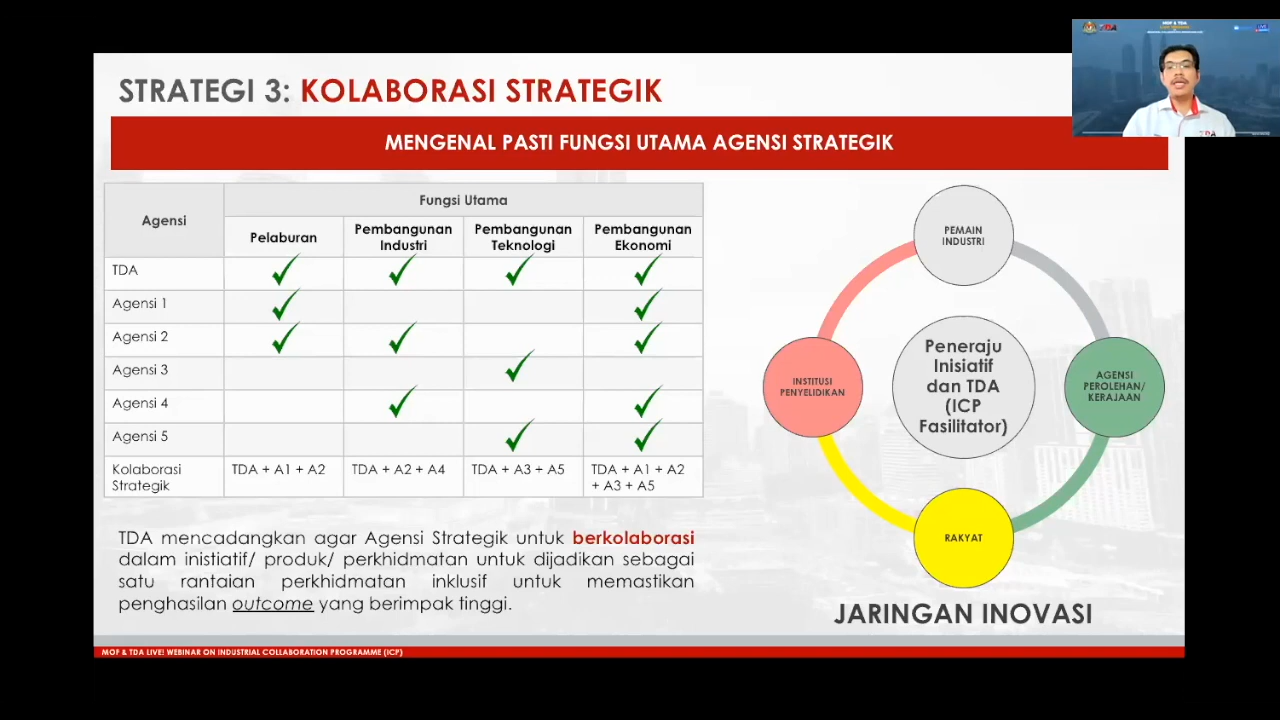 STRATEGI 3: KOLABORASI STRATEGIK
MENGENAL PASTI FUNGSI UTAMA AGENSI STRATEGIK
Agensi
Fungsi Utama
Pelaburan
Pembangunan
Industri
Pembangunan
Teknologi
Pembangunan
Ekonomi
TDA
Agensi 1
Agensi 2
Agensi 3
Agensi 4
Agensi 5
Kolaborasi
Strategik
TDA + A1 + A2
TDA + A2 + A4
TDA + A3 + A5
TDA + A1 + A2
+ A3 + A5
TDA mencadangkan agar Agensi Strategik untuk berkolaborasi
dalam inistiatif/ produk/ perkhidmatan untuk dijadikan sebagai
satu rantaian perkhidmatan inklusif untuk memastikan
penghasilan outcome yang berimpak tinggi.
PEMAIN
INDUSTRI
INSTITUSI
PENYELIDIKAN
Peneraju
Inisiatif
dan TDA
(ICP
Fasilitator)
AGENSI
PEROLEHAN/
KERAJAAN
RAKYAT
JARINGAN INOVASI
MOF & TDA LIVE! WEBINAR ON INDUSTRIAL COLLABORATION PROGRAMME (ICP)
MOF & TDA
TDA